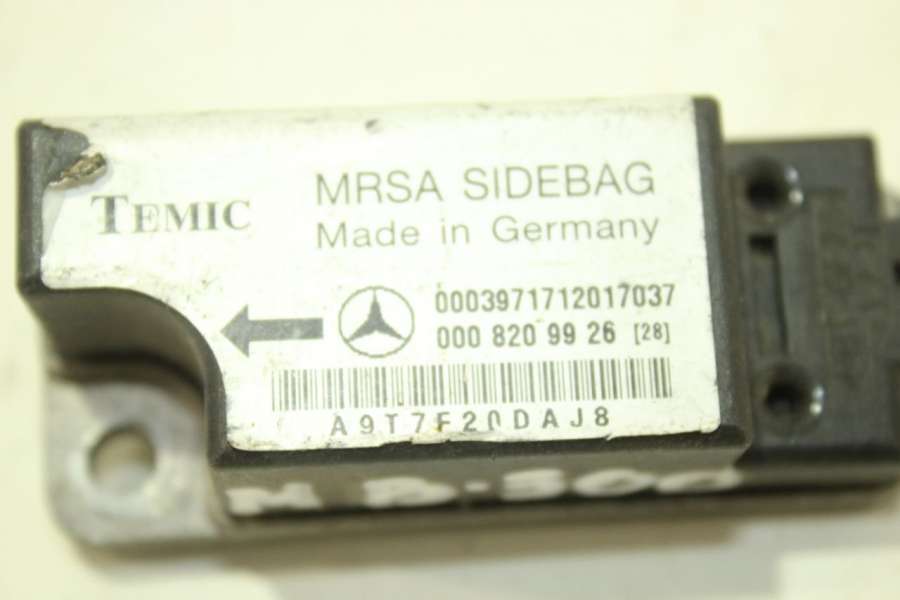 TEMIC
MRSA SIDEBAG
Made in Germany
0003971712017037
000 820 99 26 [28]
A9T7F20DAJ8